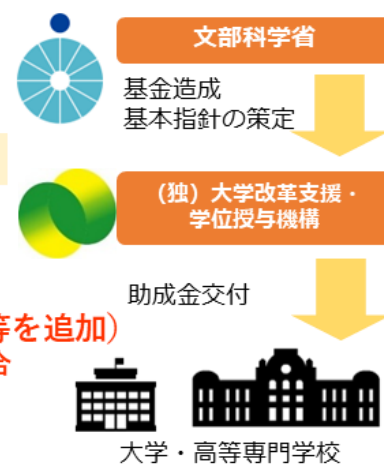 文部科学省
基金造成
基本指針の策定
（独）大学改革支援・
学位授与機構
助成金交付
等を追加）
大学・高等専門学校